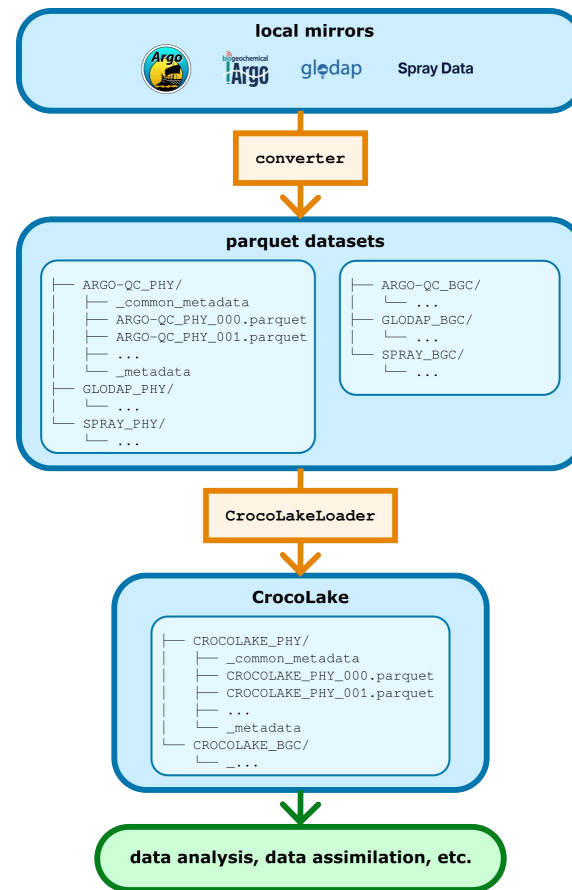 local mirrors
Argo
biogeochemical
Argo
glodap
Spray Data
converter
parquet datasets
├── ARGO-QC_PHY/
│   ├── _common_metadata
│   ├── ARGO-QC_PHY_000.parquet
│   ├── ARGO-QC_PHY_001.parquet
│   ├── ...
│   └── _metadata
├── GLODAP_PHY/
│   └── ...
└── SPRAY_PHY/
    └── ...
├── ARGO-QC_BGC/
│   └── ...
├── GLODAP_BGC/
│   └── ...
└── SPRAY_BGC/
    └── ...
CrocoLakeLoader
CrocoLake
├── CROCOLAKE_PHY/
│   ├── _common_metadata
│   ├── CROCOLAKE_PHY_000.parquet
│   ├── CROCOLAKE_PHY_001.parquet
│   ├── ...
│   └── _metadata
└── CROCOLAKE_BGC/
    └── _...
data analysis, data assimilation, etc.